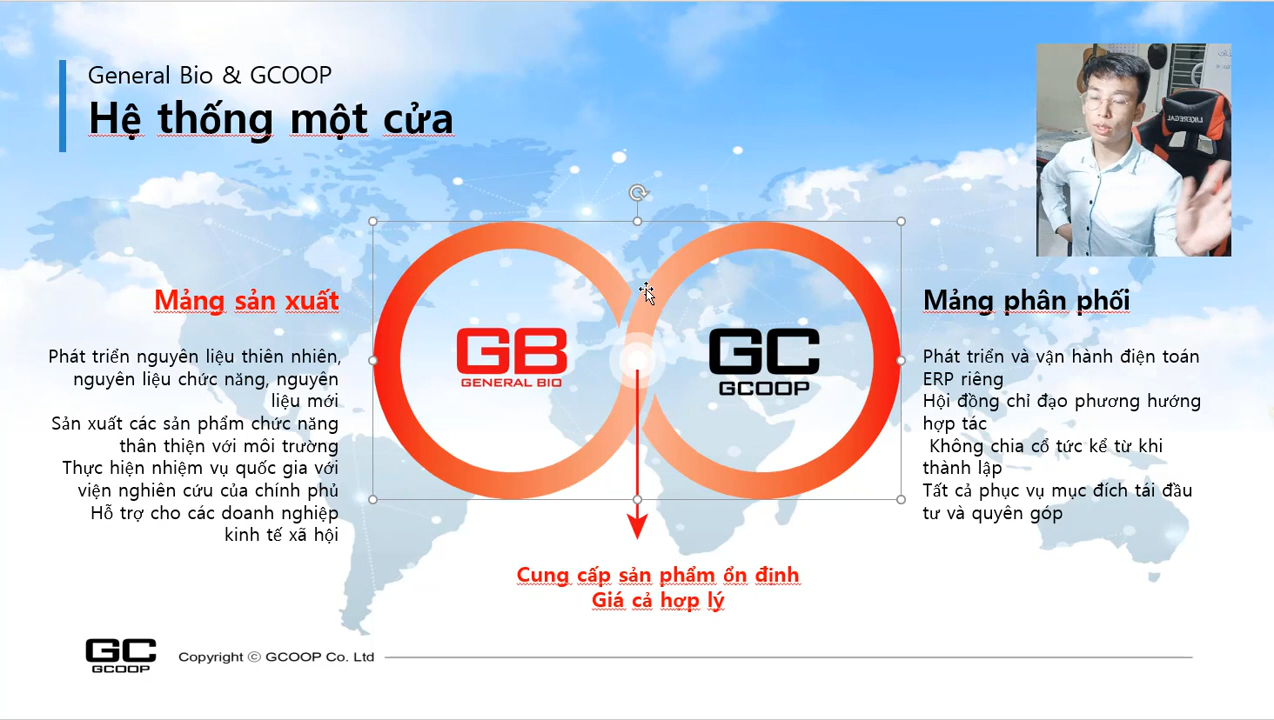 General Bio & GCOOP
Hệ thống một cửa
Mảng sản xuất
Phát triển nguyên liệu thiên nhiên,
nguyên liệu chức năng, nguyên
liệu mới
Sản xuất các sản phẩm chức năng
thân thiện với môi trường
Thực hiện nhiệm vụ quốc gia với
viện nghiên cứu của chính phủ
Hỗ trợ cho các doanh nghiệp
kinh tế xã hội
GB
GENERAL BIO
GC
GCOOP
Mảng phân phối
Phát triển và vận hành điện toán
ERP riêng
Hội đồng chỉ đạo phương hướng
hợp tác
Không chia cổ tức kể từ khi
thành lập
Tất cả phục vụ mục đích tái đầu
tư và quyên góp
Cung cấp sản phẩm ổn định
Giá cả hợp lý
GC
GCOOP
Copyright ⓒ GCOOP Co. Ltd